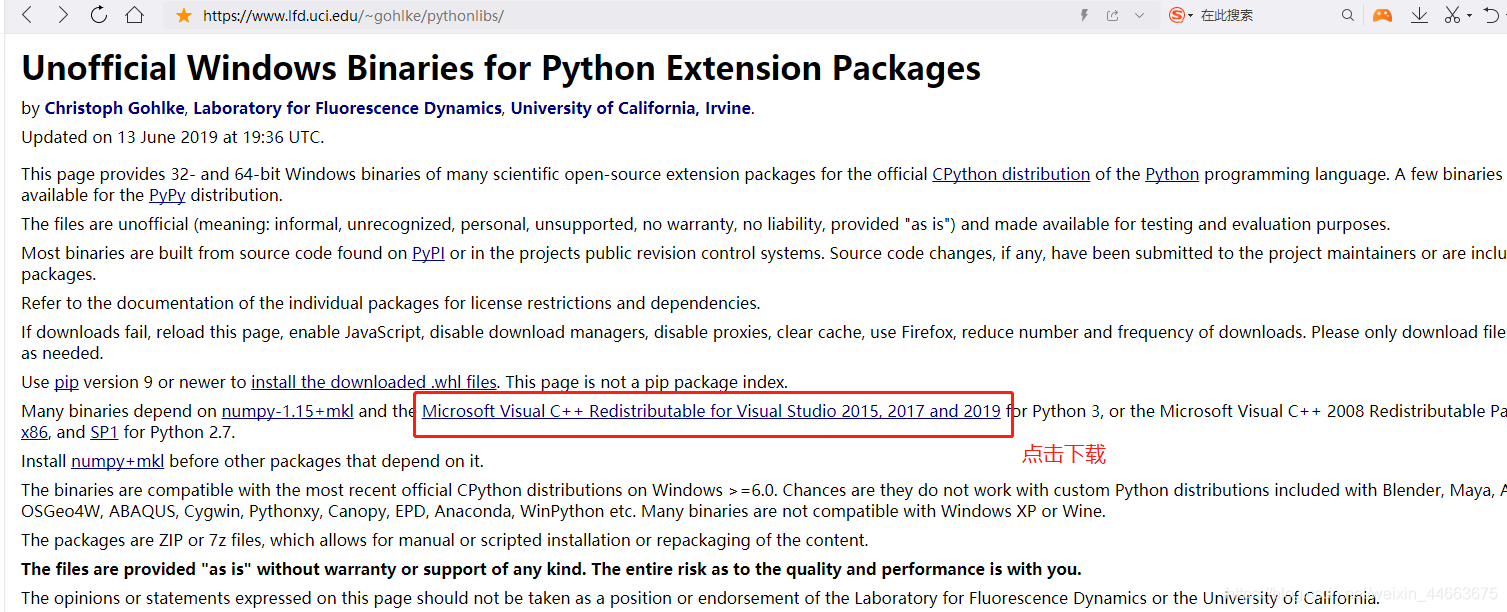 https://www.lfd.uci.edu/~gohlke/pythonlibs/
在此搜索
Unofficial Windows Binaries for Python Extension Packages
by Christoph Gohlke, Laboratory for Fluorescence Dynamics, University of California, Irvine.
Updated on 13 June 2019 at 19:36 UTC.
This page provides 32- and 64-bit Windows binaries of many scientific open-source extension packages for the official CPython distribution of the Python programming language. A few binaries
available for the PyPy distribution.
The files are unofficial (meaning: informal, unrecognized, personal, unsupported, no warranty, no liability, provided "as is") and made available for testing and evaluation purposes.
Most binaries are built from source code found on PyPI or in the projects public revision control systems. Source code changes, if any, have been submitted to the project maintainers or are inclu
packages.
Refer to the documentation of the individual packages for license restrictions and dependencies.
If downloads fail, reload this page, enable JavaScript, disable download managers, disable proxies, clear cache, use Firefox, reduce number and frequency of downloads. Please only download file
as needed.
Use pip version 9 or newer to install the downloaded .whl files. This page is not a pip package index.
Many binaries depend on numpy-1.15+mkl and the Microsoft Visual C++ Redistributable for Visual Studio 2015, 2017 and 2019 for Python 3, or the Microsoft Visual C++ 2008 Redistributable Pa
x86, and SP1 for Python 2.7.
点击下载
Install numpy+mkl before other packages that depend on it.
The binaries are compatible with the most recent official CPython distributions on Windows >=6.0. Chances are they do not work with custom Python distributions included with Blender, Maya, A
OSGeo4W, ABAQUS, Cygwin, Pythonxy, Canopy, EPD, Anaconda, WinPython etc. Many binaries are not compatible with Windows XP or Wine.
The packages are ZIP or 7z files, which allows for manual or scripted installation or repackaging of the content.
The files are provided "as is" without warranty or support of any kind. The entire risk as to the quality and performance is with you.
The opinions or statements expressed on this page should not be taken as a position or endorsement of the Laboratory for Fluorescence Dynamics or the University of California.
weixin_44663675